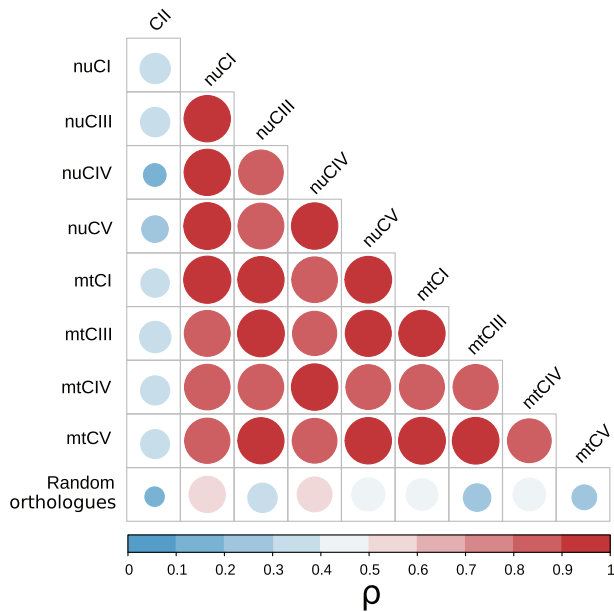 CII
nuCI
nuCI
nuCIII
nuCIII
nuCIV
nuCIV
nuCV
nuCV
mtCI
mtCI
mtCIII
mtCIII
mtCIV
mtCIV
mtCV
mtCV
Random
orthologues
0 0.1 0.2 0.3 0.4 0.5 0.6 0.7 0.8 0.9 1
ρ